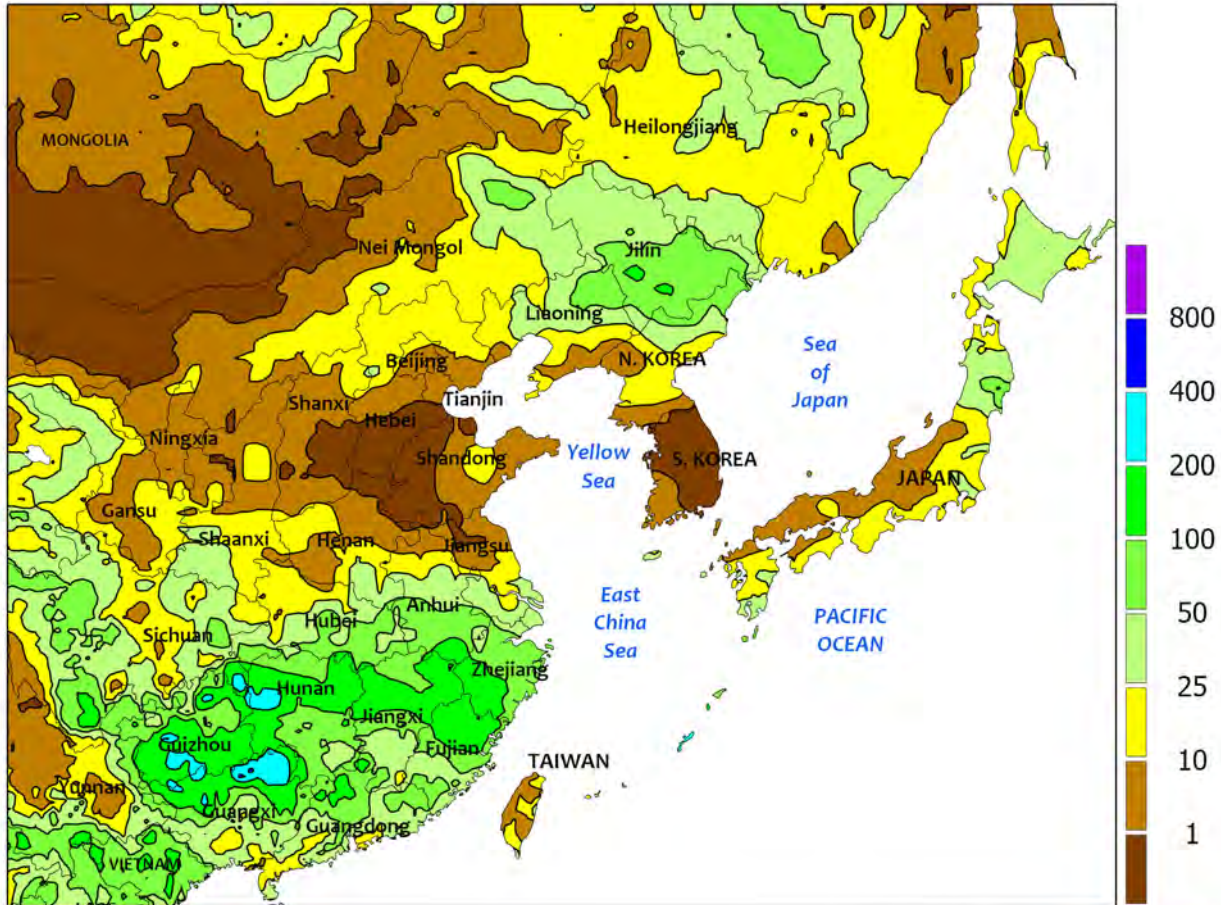 Heilongjiang
MONGOLIA
Nei Mongol
Jilin
Liaoning
Beijing
N. KOREA
Sea
of
Japan
800
400
200
100
50
25
10
1
Shanxi
Tianjin
Hebei
Ningxia
Shandong
Yellow
Sea
S. KOREA
JAPAN
Gansu
Shaanxi
Henan
Jiangsu
Anhui
Hubei
East
China
Sea
PACIFIC
OCEAN
Sichuan
Zhejiang
Hunan
Jiangxi
Guizhou
Fujian
TAIWAN
Yunnan
Guangxi
Guangdong
VIETNAM